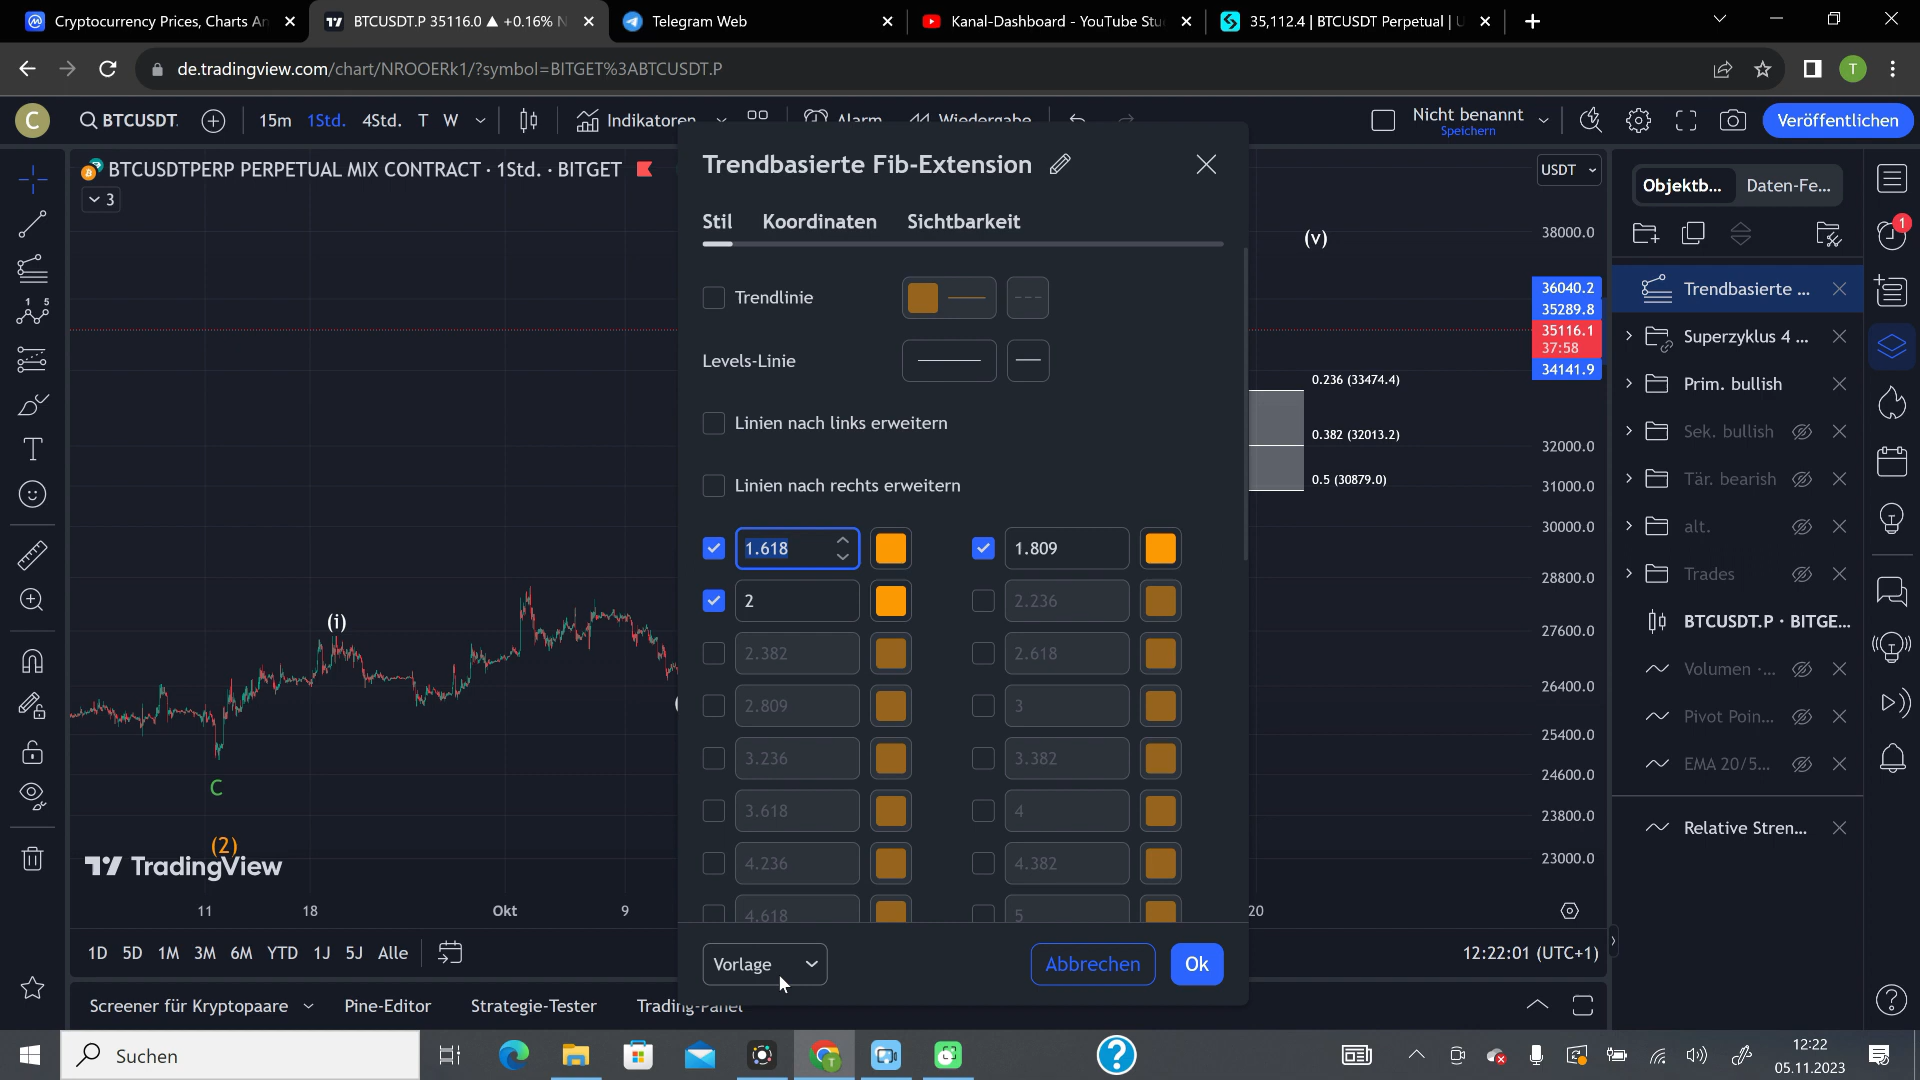 Cryptocurrency Prices, Charts An
BTCUSDT.P 35116.0 ▲ +0.16% N
Telegram Web
Kanal-Dashboard - YouTube Stu
35,112.4 | BTCUSDT Perpetual | U
de.tradingview.com/chart/NROOERk1/?symbol=BITGET%3ABTCUSDT.P
T
C
BTCUSDT.
15m
1Std.
4Std.
T
W
Indikatoren
Alarm
Wiedergabe
Nicht benannt
Speichern
Veröffentlichen
BTCUSDTPERP PERPETUAL MIX CONTRACT · 1Std. · BITGET
3
Trendbasierte Fib-Extension
Stil
Koordinaten
Sichtbarkeit
Trendlinie
Levels-Linie
Linien nach links erweitern
Linien nach rechts erweitern
1.618
1.809
2
2.236
2.382
2.618
2.809
3
3.236
3.382
3.618
4
4.236
4.382
4.618
5
Vorlage
Abbrechen
Ok
(i)
C
(2)
TradingView
(v)
0.236 (33474.4)
0.382 (32013.2)
0.5 (30879.0)
USDT
38000.0
36040.2
35289.8
35116.1
37:58
34141.9
32000.0
31000.0
30000.0
28800.0
27600.0
26400.0
25400.0
24600.0
23800.0
23000.0
11
18
Okt
9
20
1D
5D
1M
3M
6M
YTD
1J
5J
Alle
12:22:01 (UTC+1)
Screener für Kryptopaare
Pine-Editor
Strategie-Tester
Trading-Panel
Objektb...
Daten-Fe...
Trendbasierte ...
Superzyklus 4 ...
Prim. bullish
Sek. bullish
Tär. bearish
alt.
Trades
BTCUSDT.P · BITGE...
Volumen ·...
Pivot Poin...
EMA 20/5...
Relative Stren...
1
Suchen
12:22
05.11.2023